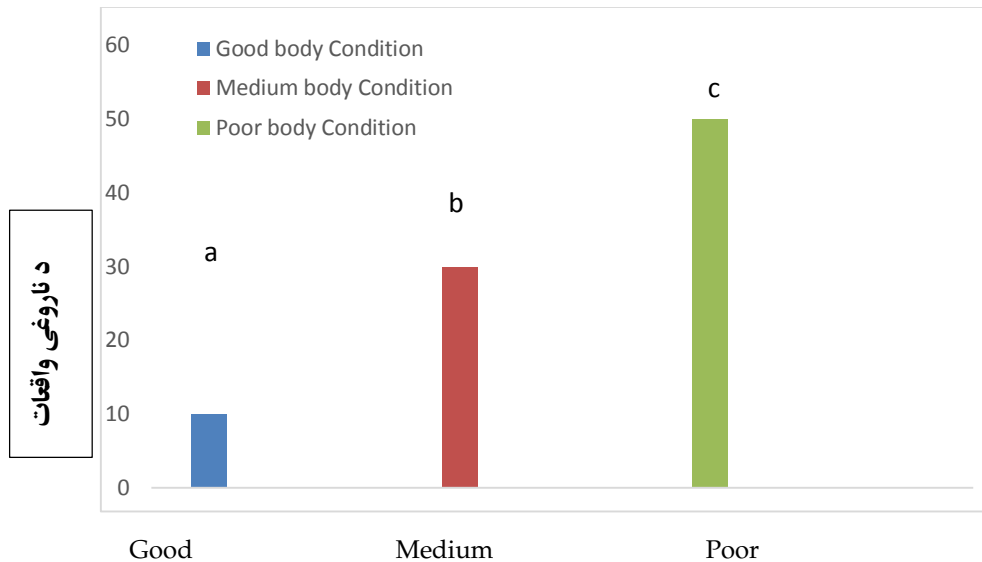 60
50
40
30
20
10
0
Good body Condition
Medium body Condition
Poor body Condition
a
b
c
د ناروغی واقعات
Good
Medium
Poor